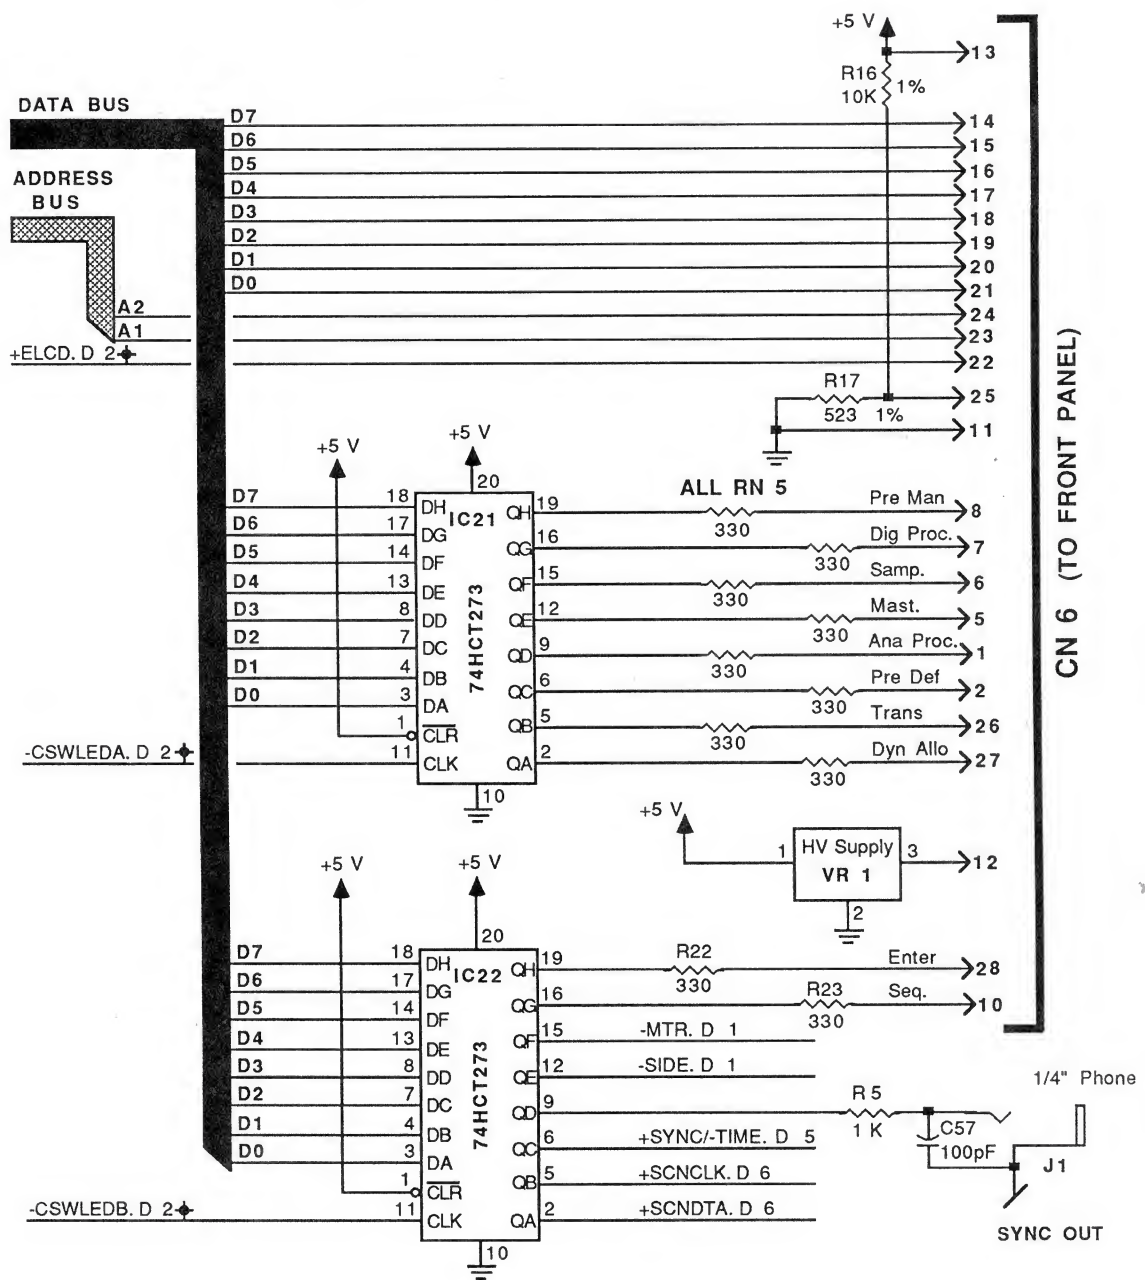 +5 V
13
R16
1%
10K
DATA BUS
D7
14
D6
15
D5
16
ADDRESS
BUS
D4
17
D3
18
D2
19
D1
20
D0
21
A2
24
A1
23
+ELCD. D 2
22
R17
25
523 1%
11
+5 V
+5 V
20
ALL RN 5
D7 18 DH IC21 QH 19 330 Pre Man 8
D6 17 DG QG 16 330 Dig Proc. 7
D5 14 DF QF 15 330 Samp. 6
D4 13 DE QE 12 330 Mast. 5
D3 8 DD
D2 7 DC QD 9 330 Ana Proc. 1
D1 4 DB QC 6 330 Pre Def 2
D0 3 DA QB 5 330 Trans 26
1 CLR
-CSWLEDA. D 2 11 CLK QA 2 330 Dyn Allo 27
74HCT273
10
CN 6 (TO FRONT PANEL)
+5 V
1 HV Supply 3 12
VR 1
2
+5 V
+5 V
20
D7 18 DH IC22 QH 19 R22 330 Enter 28
D6 17 DG QG 16 R23 330 Seq. 10
D5 14 DF QF 15 -MTR. D 1
D4 13 DE QE 12 -SIDE. D 1
D3 8 DD
D2 7 DC QD 9 R 5 1 K
D1 4 DB QC 6 +SYNC/-TIME. D 5
D0 3 DA QB 5 +SCNCLK. D 6
1 CLR
-CSWLEDB. D 2 11 CLK QA 2 +SCNDTA. D 6
74HCT273
10
1/4" Phone
C57
100pF
J1
SYNC OUT